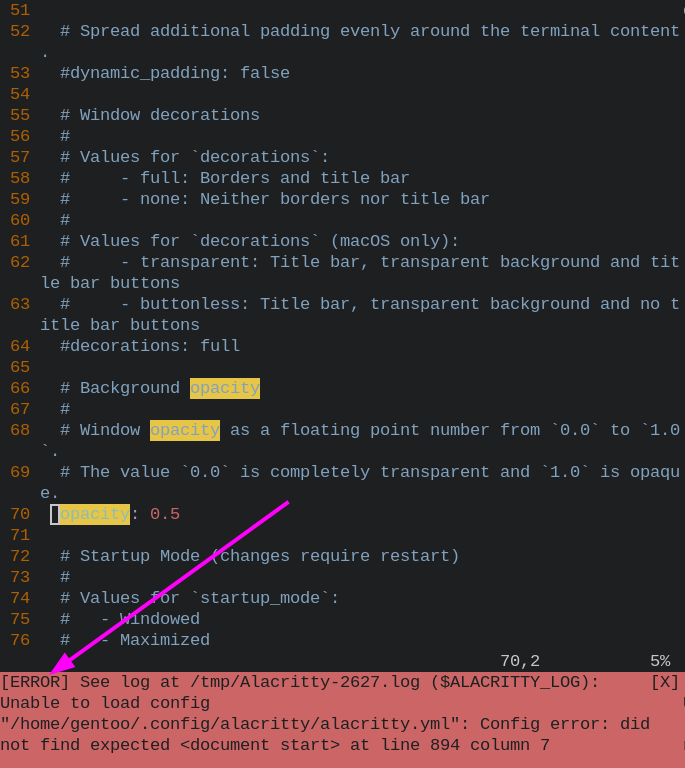 51
52   # Spread additional padding evenly around the terminal content
.
53   #dynamic_padding: false
54
55   # Window decorations
56   #
57   # Values for `decorations`:
58   #     - full: Borders and title bar
59   #     - none: Neither borders nor title bar
60   #
61   # Values for `decorations` (macOS only):
62   #     - transparent: Title bar, transparent background and tit
le bar buttons
63   #     - buttonless: Title bar, transparent background and no t
itle bar buttons
64   #decorations: full
65
66   # Background opacity
67   #
68   # Window opacity as a floating point number from `0.0` to `1.0
`.
69   # The value `0.0` is completely transparent and `1.0` is opaqu
e.
70   opacity: 0.5
71
72   # Startup Mode (changes require restart)
73   #
74   # Values for `startup_mode`:
75   #   - Windowed
76   #   - Maximized
70,2           5%
[ERROR] See log at /tmp/Alacritty-2627.log ($ALACRITTY_LOG):     [X]
Unable to load config
"/home/gentoo/.config/alacritty/alacritty.yml": Config error: did
not find expected <document start> at line 894 column 7